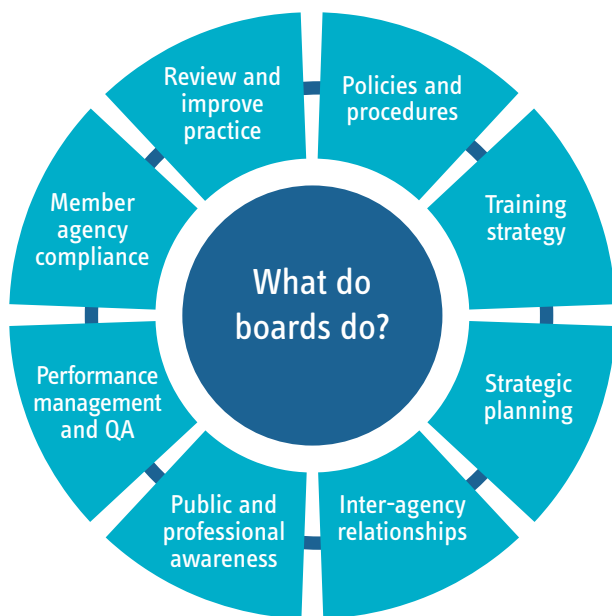 What do
boards do?
Policies and
procedures
Training
strategy
Strategic
planning
Inter-agency
relationships
Public and
professional
awareness
Performance
management
and QA
Member
agency
compliance
Review and
improve
practice